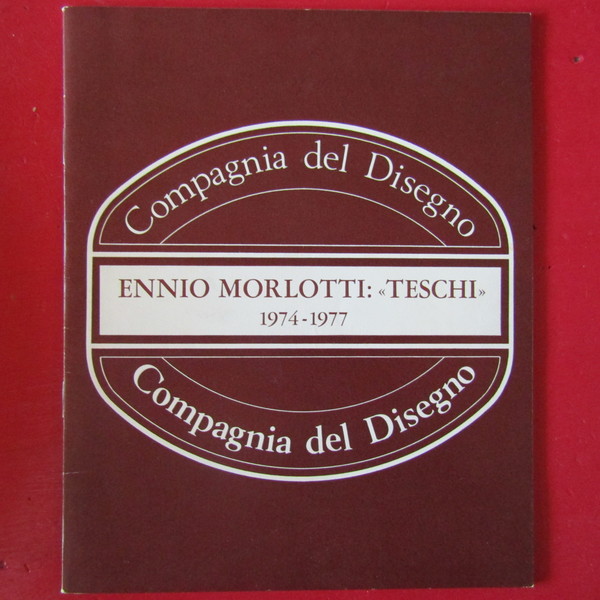 Compagnia del Disegno
ENNIO MORLOTTI: «TESCHI»
1974-1977
Compagnia del Disegno